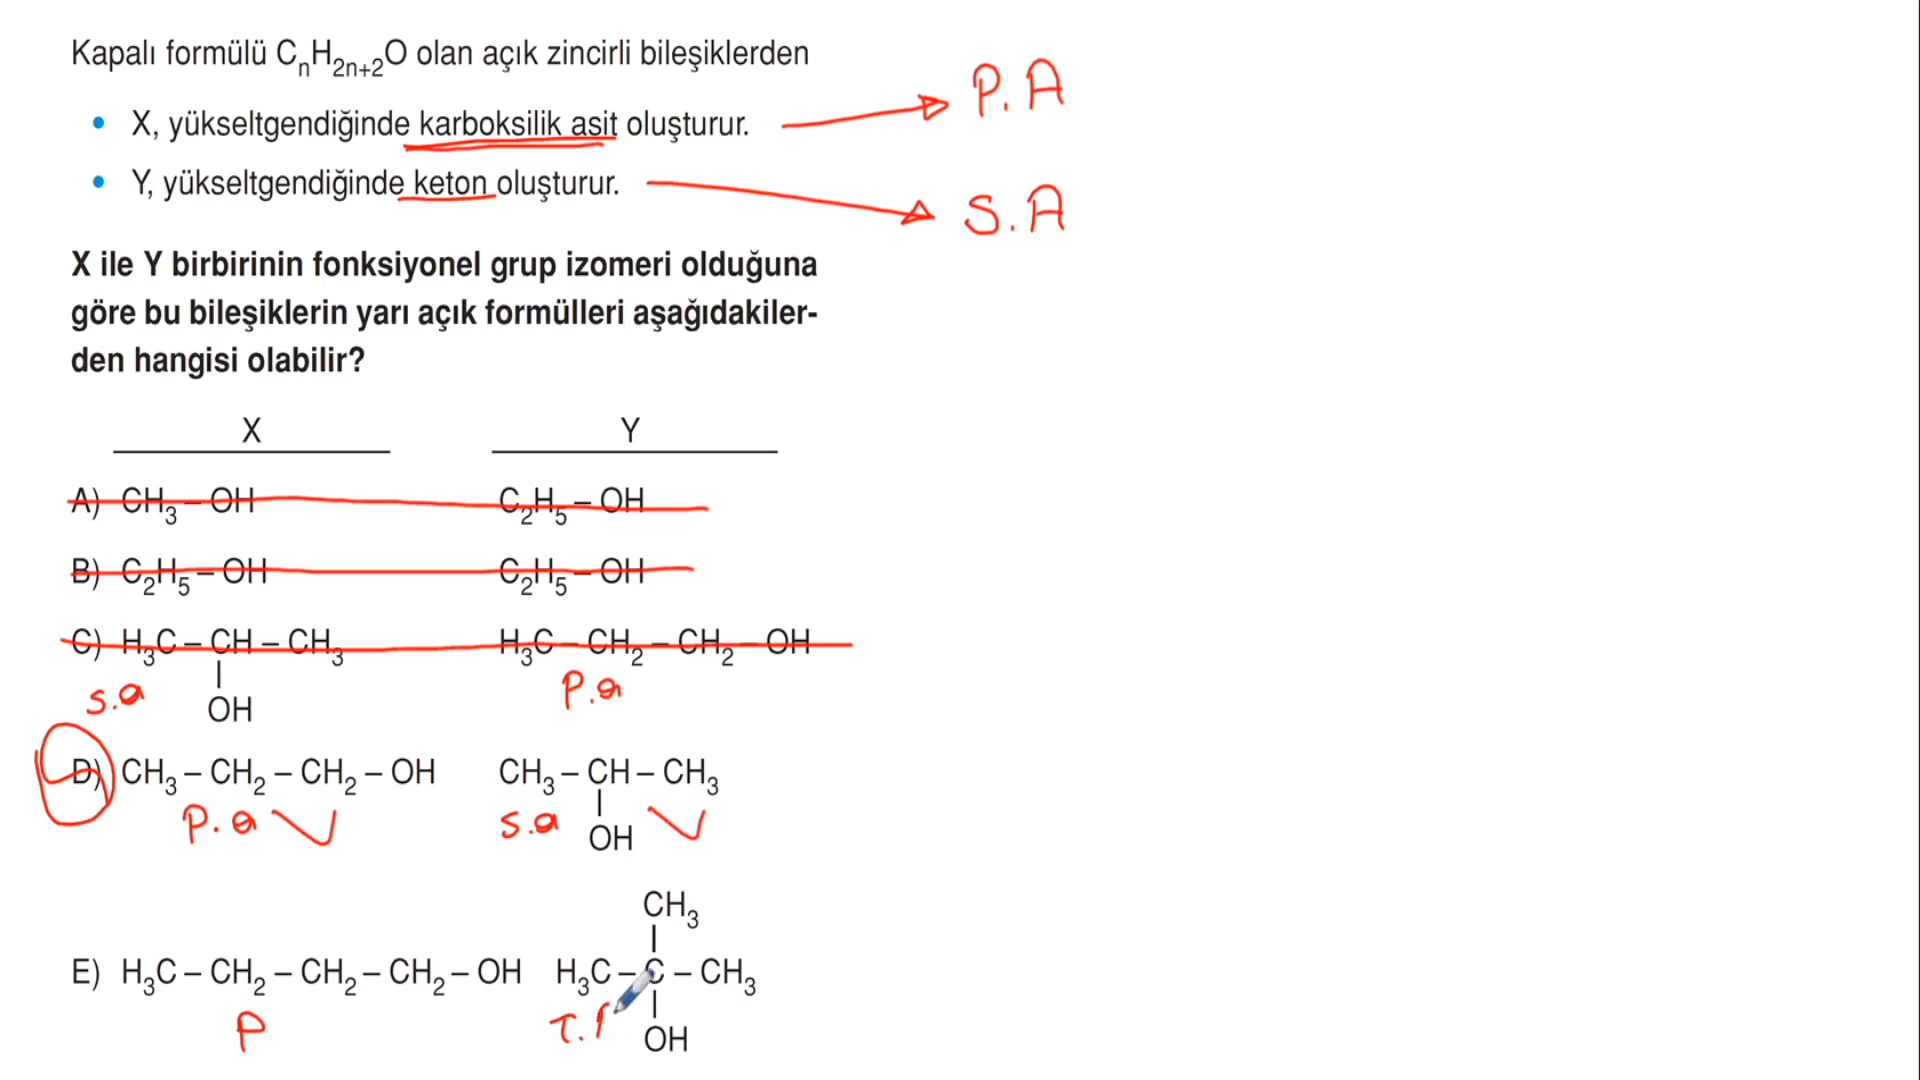 Kapalı formülü CnH2n+2O olan açık zincirli bileşiklerden
• X, yükseltgendiğinde karboksilik asit oluşturur. P.A
• Y, yükseltgendiğinde keton oluşturur. S.A
X ile Y birbirinin fonksiyonel grup izomeri olduğuna
göre bu bileşiklerin yarı açık formülleri aşağıdakiler-
den hangisi olabilir?
X Y
A) CH3 – OH C2H5 – OH
B) C2H5 – OH C2H5 – OH
C) H3C – CH – CH3 H3C – CH2 – CH2 – OH
s.a OH P.a
D) CH3 – CH2 – CH2 – OH CH3 – CH – CH3
P.a s.a OH
CH3
E) H3C – CH2 – CH2 – CH2 – OH H3C – C – CH3
P T. OH